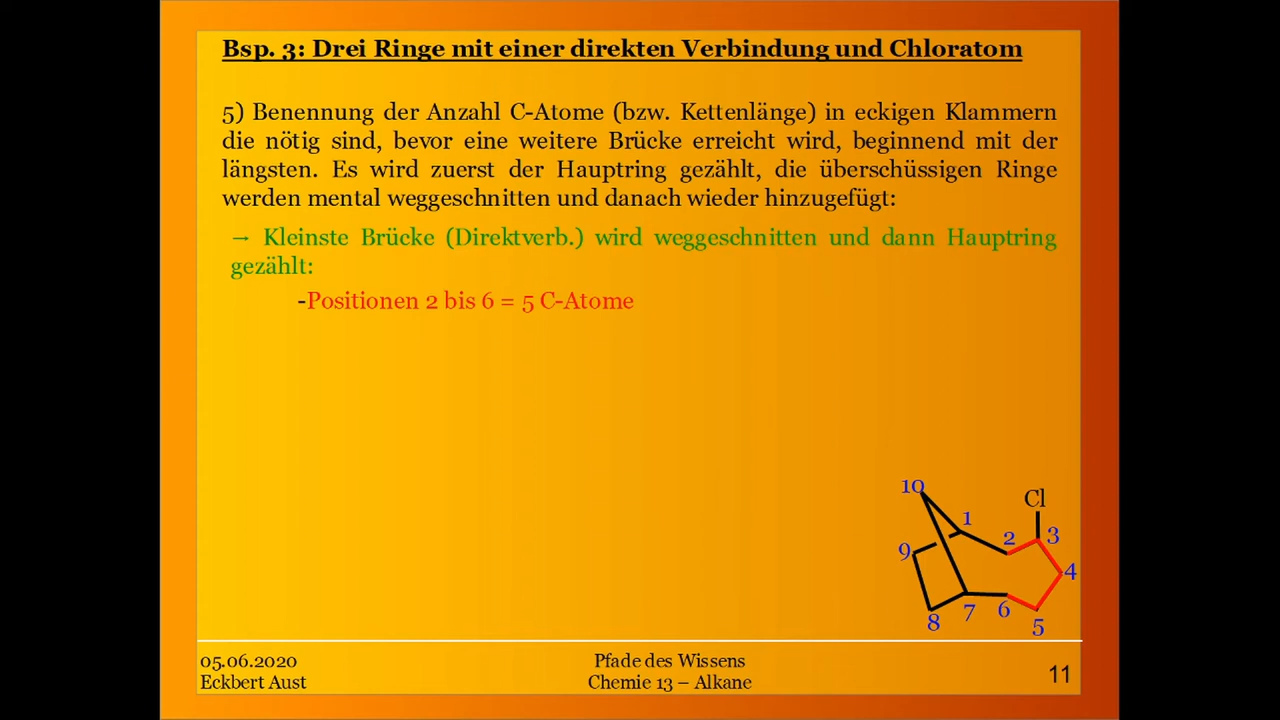 Bsp. 3: Drei Ringe mit einer direkten Verbindung und Chloratom
5) Benennung der Anzahl C-Atome (bzw. Kettenlänge) in eckigen Klammern
die nötig sind, bevor eine weitere Brücke erreicht wird, beginnend mit der
längsten. Es wird zuerst der Hauptring gezählt, die überschüssigen Ringe
werden mental weggeschnitten und danach wieder hinzugefügt:
→ Kleinste Brücke (Direktverb.) wird weggeschnitten und dann Hauptring
gezählt:
-Positionen 2 bis 6 = 5 C-Atome
10
Cl
1
2
3
9
4
8
7
6
5
05.06.2020
Eckbert Aust
Pfade des Wissens
Chemie 13 – Alkane
11